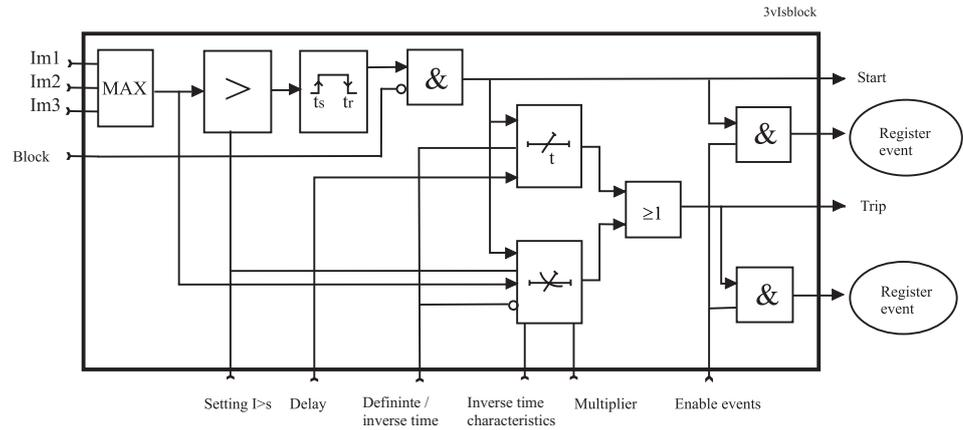 3vIsblock
Im1
Im2
Im3
MAX
>
ts tr
&
Start
Block
t
&
Register
event
≥1
Trip
&
Register
event
Setting I>s
Delay
Defininte /
inverse time
Inverse time
characteristics
Multiplier
Enable events